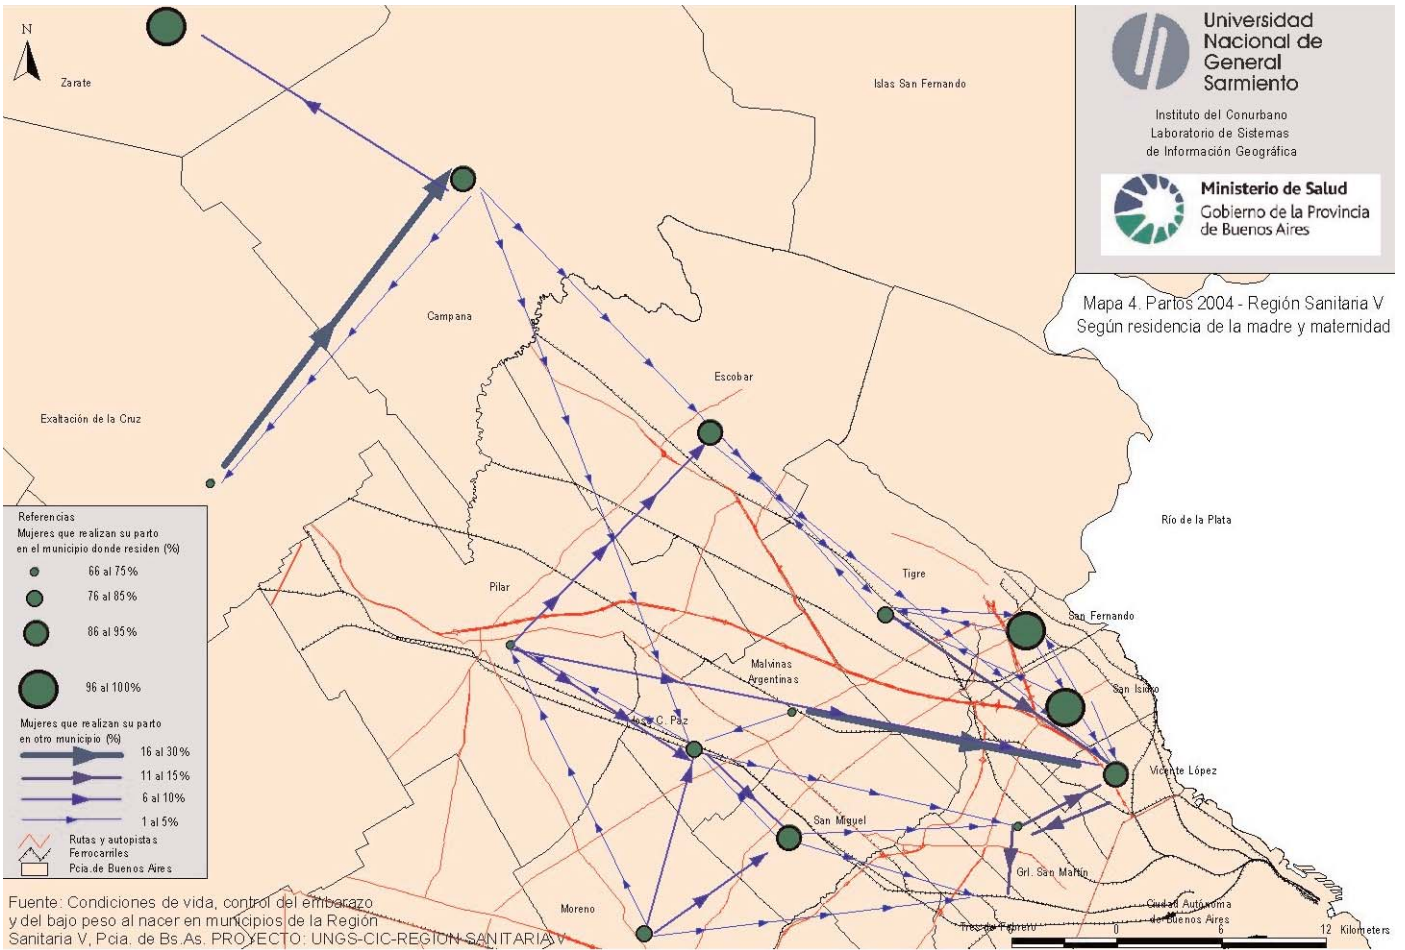 N
Zarate
Islas San Fernando
Universidad
Nacional de
General
Sarmiento
Instituto del Conurbano
Laboratorio de Sistemas
de Información Geográfica
Ministerio de Salud
Gobierno de la Provincia
de Buenos Aires
Mapa 4. Partos 2004 - Región Sanitaria V
Según residencia de la madre y maternidad
Campana
Escobar
Exaltación de la Cruz
Río de la Plata
Pilar
Tigre
San Fernando
Malvinas
Argentinas
San Isidro
José C. Paz
Vicente López
San Miguel
Grl. San Martín
Moreno
Ciudad Autónoma
de Buenos Aires
Tres de Febrero
Referencias
Mujeres que realizan su parto
en el municipio donde residen (%)
66 al 75%
76 al 85%
86 al 95%
96 al 100%
Mujeres que realizan su parto
en otro municipio (%)
16 al 30%
11 al 15%
6 al 10%
1 al 5%
Rutas y autopistas
Ferrocarriles
Pcia.de Buenos Aires
Fuente: Condiciones de vida, control del embarazo
y del bajo peso al nacer en municipios de la Región
Sanitaria V, Pcia. de Bs.As. PROYECTO: UNGS-CIC-REGION SANITARIA V
12 0 6 12 Kilometers